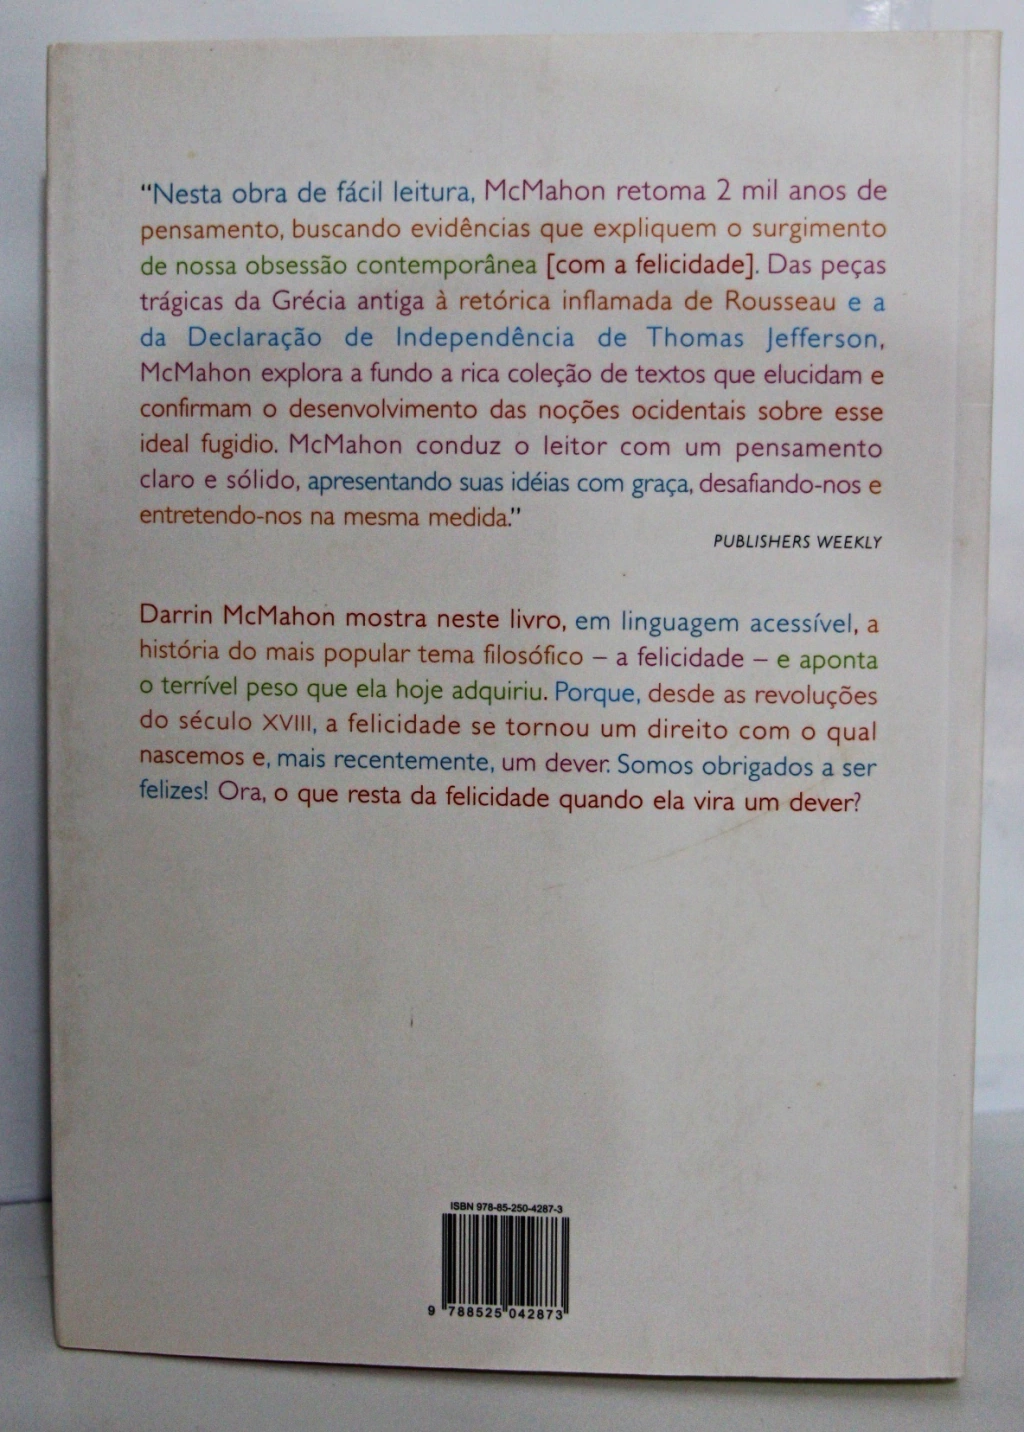 “Nesta obra de fácil leitura, McMahon retoma 2 mil anos de
pensamento, buscando evidências que expliquem o surgimento
de nossa obsessão contemporânea [com a felicidade]. Das peças
trágicas da Grécia antiga à retórica inflamada de Rousseau e a
da Declaração de Independência de Thomas Jefferson,
McMahon explora a fundo a rica coleção de textos que elucidam e
confirmam o desenvolvimento das noções ocidentais sobre esse
ideal fugidio. McMahon conduz o leitor com um pensamento
claro e sólido, apresentando suas idéias com graça, desafiando-nos e
entretendo-nos na mesma medida.”
PUBLISHERS WEEKLY
Darrin McMahon mostra neste livro, em linguagem acessível, a
história do mais popular tema filosófico – a felicidade – e aponta
o terrível peso que ela hoje adquiriu. Porque, desde as revoluções
do século XVIII, a felicidade se tornou um direito com o qual
nascemos e, mais recentemente, um dever. Somos obrigados a ser
felizes! Ora, o que resta da felicidade quando ela vira um dever?
ISBN 978-85-250-4287-3
9 788525 042873